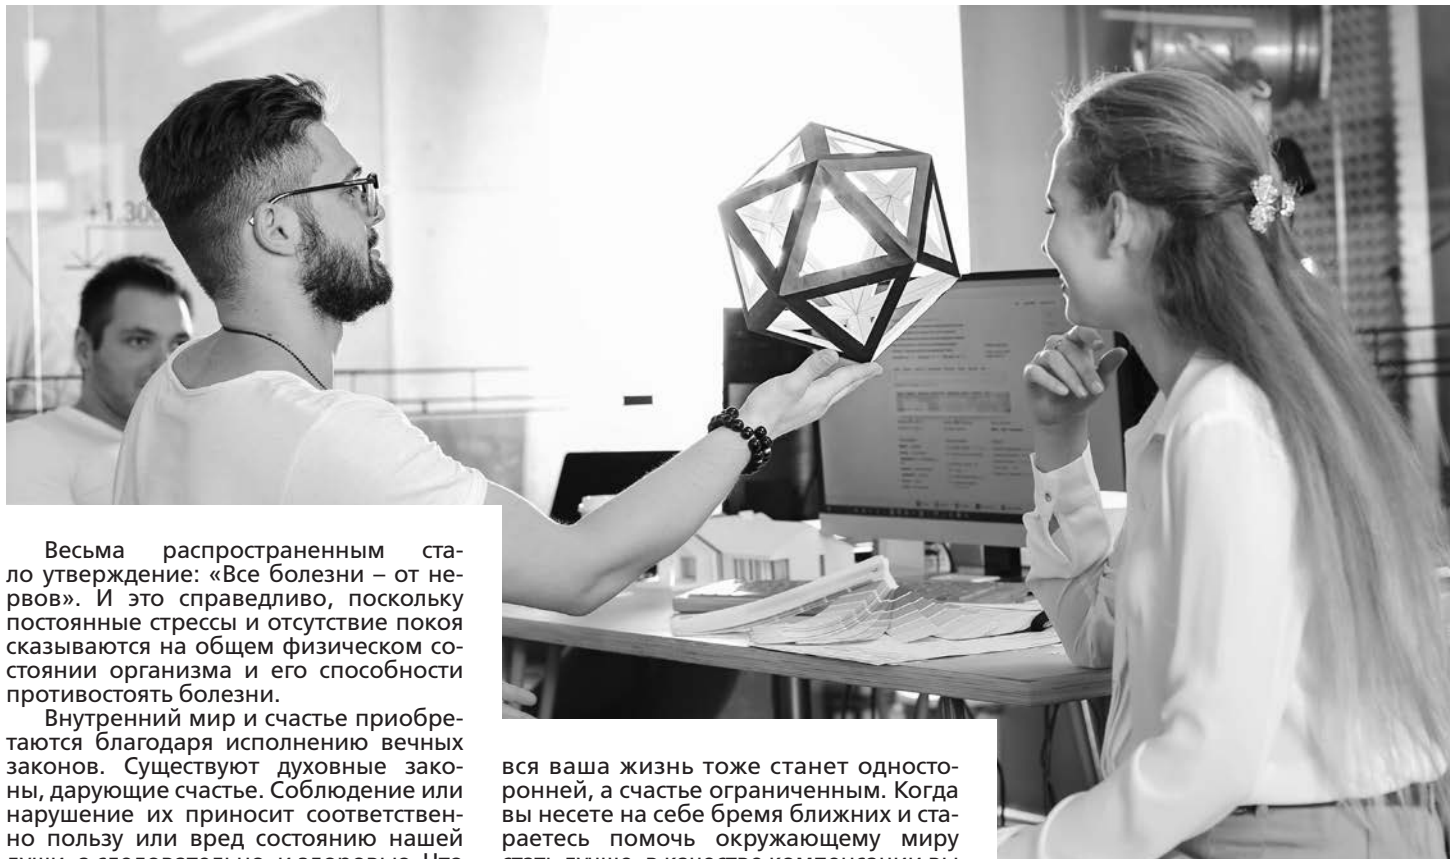 +1.30
Весьма распространенным ста-
ло утверждение: «Все болезни – от не-
рвов». И это справедливо, поскольку
постоянные стрессы и отсутствие покоя
сказываются на общем физическом со-
стоянии организма и его способности
противостоять болезни.
Внутренний мир и счастье приобре-
таются благодаря исполнению вечных
законов. Существуют духовные зако-
ны, дарующие счастье. Соблюдение или
нарушение их приносит соответствен-
но пользу или вред состоянию нашей
вся ваша жизнь тоже станет односто-
ронней, а счастье ограниченным. Когда
вы несете на себе бремя ближних и ста-
раетесь помочь окружающему миру